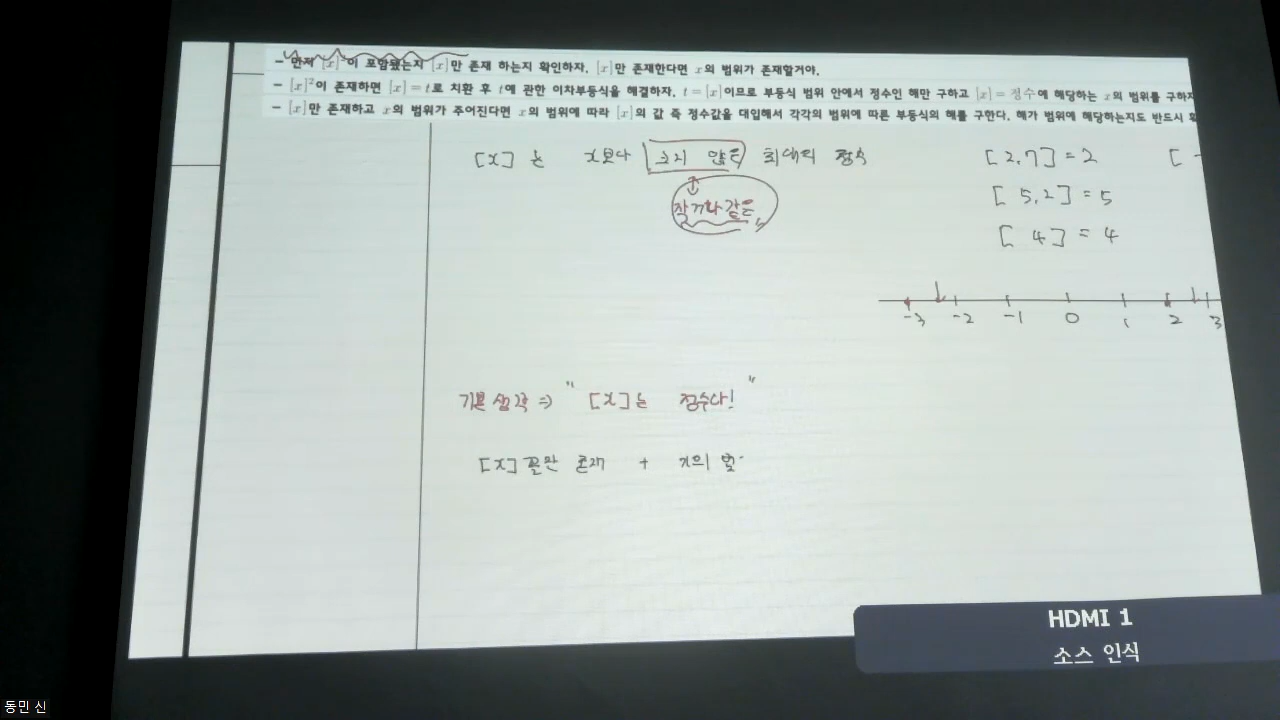 - 먼저 [x]²이 포함됐는지 [x]만 존재 하는지 확인하자. [x]만 존재한다면 x의 범위가 존재할거야.
- [x]²이 존재하면 [x] = t로 치환 후 t에 관한 이차부등식을 해결하자. t = [x]이므로 부등식 범위 안에서 정수인 해만 구하고 [x] = 정수에 해당하는 x의 범위를 구하자
- [x]만 존재하고 x의 범위가 주어진다면 x의 범위에 따라 [x]의 값 즉 정수값을 대입해서 각각의 범위에 따른 부등식의 해를 구한다. 해가 범위에 해당하는지도 반드시
[x] 는 x보다 크지 않은 최대의 정수
작거나 같은"
[2,7] = 2 [ -
[5,2] = 5
[4] = 4
-3 -2 -1 0 1 2 3
기본 생각 ⇒ " [x]는 정수다! "
[x] 꼴만 존재 + x의 범
HDMI 1
소스 인식
동민 신